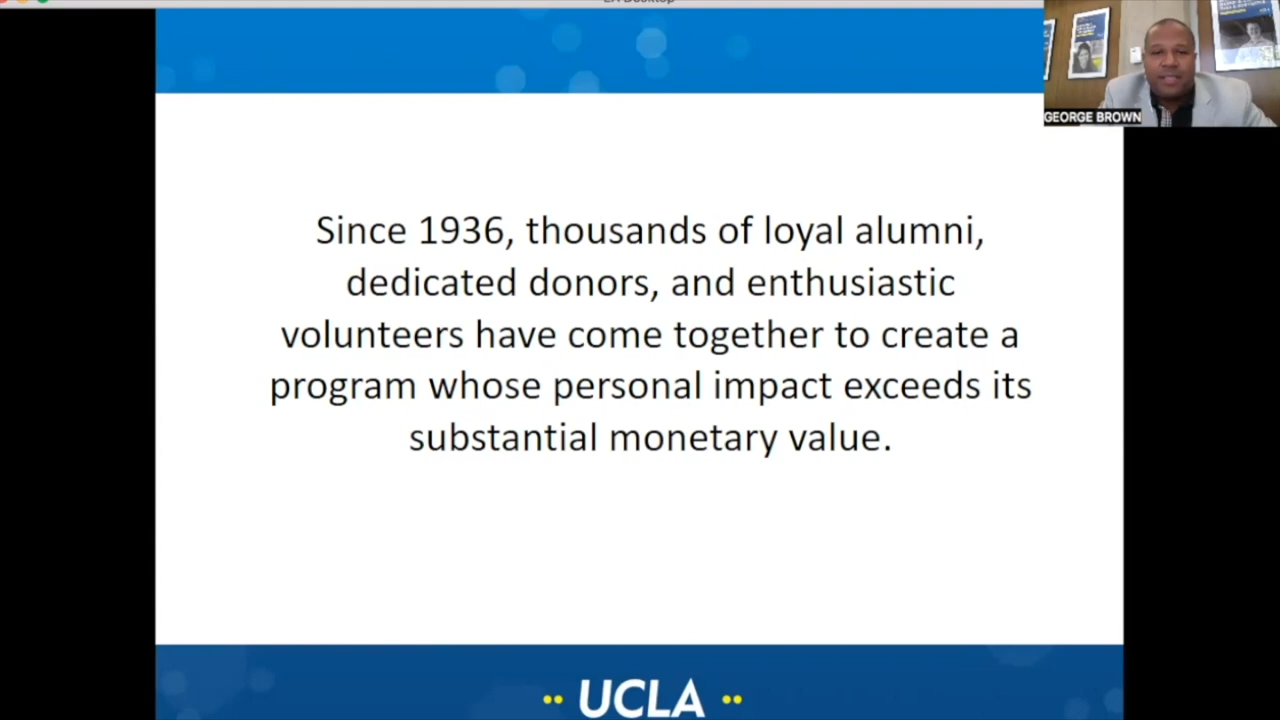 GEORGE BROWN
Since 1936, thousands of loyal alumni,
dedicated donors, and enthusiastic
volunteers have come together to create a
program whose personal impact exceeds its
substantial monetary value.
UCLA